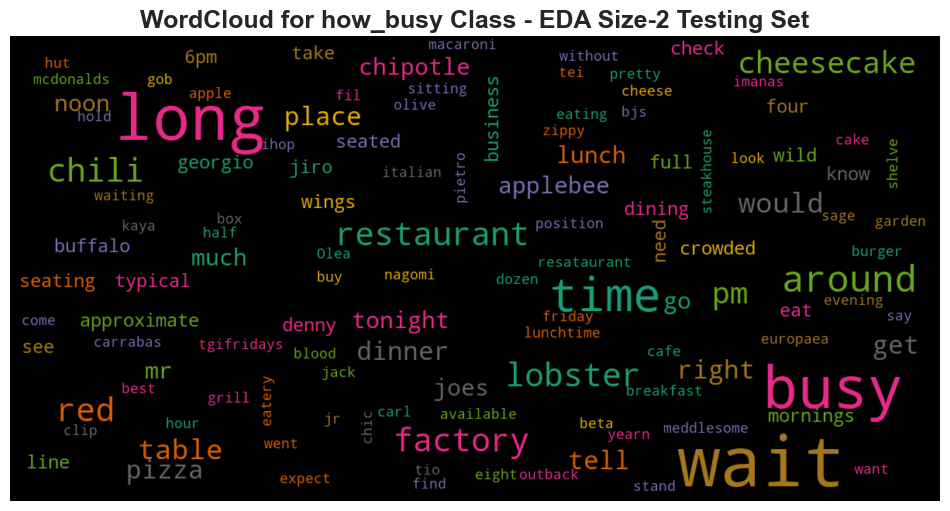 WordCloud for how_busy Class - EDA Size-2 Testing Set
macaroni
hut 6pm take check
without
mcdonalds gob chipotle tei pretty imanas cheesecake
apple sitting cheese
noon fil olive four
hold long place business eating bjs
zippy
ihop seated cake
chili georgio jiro lunch full look wild shelve
italian pietro steakhouse know
waiting applebee
wings dining would
kaya box position sage garden
half restaurant need
buffalo much Olea crowded burger
resataurant
seating typical buy nagomi dozen time go pm around
evening
come approximate denny tonight friday eat say
lunchtime
see carrabas tgifridays dinner europaea get
blood cafe
mr jack lobster right
best joes breakfast busy
red grill eatery carl available mornings
clip hour jr chic beta meddlesome
table went factory yearn
line pizza tio tell wait want
expect find eight outback stand